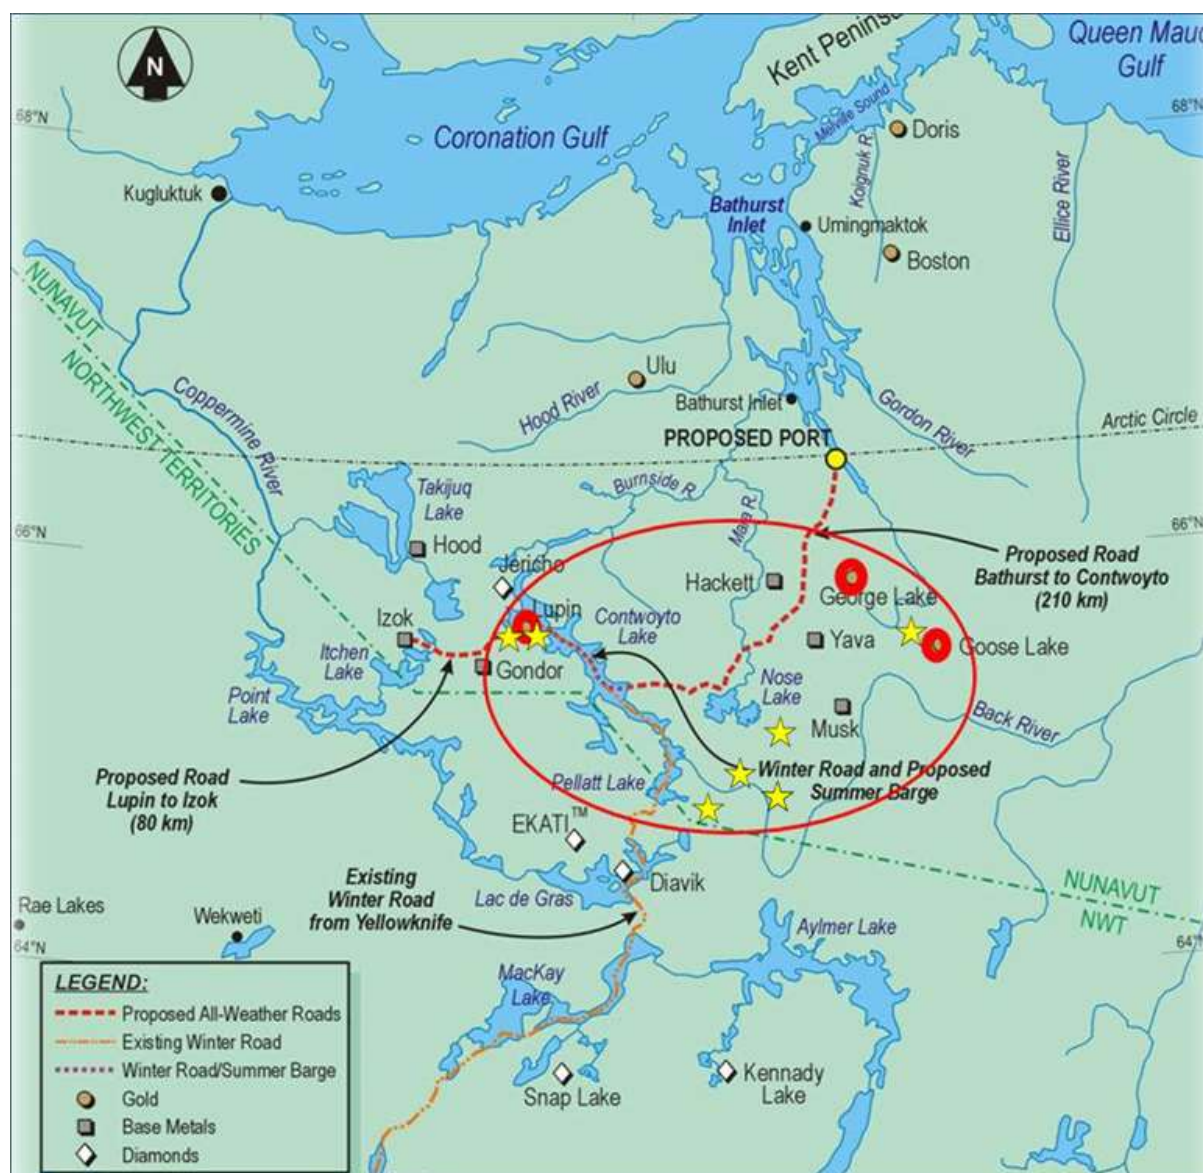 N
Kent Peninsu
Queen Maud
Gulf
68°N
68°N
Coronation Gulf
Melville Sound
Doris
Koignuk R.
Kugluktuk
Bathurst
Inlet
Umingmaktok
Boston
Ellice River
NUNAVUT
NORTHWEST TERRITORIES
Coppermine River
Ulu
Hood River
Bathurst Inlet
Gordon River
PROPOSED PORT
Arctic Circle
Takijuq
Lake
Burnside R.
Mara R.
66°N
66°N
Hood
Jericho
Hackett
Proposed Road
Bathurst to Contwoyto
(210 km)
George Lake
Lupin
Izok
Contwoyto
Lake
Yava
Goose Lake
Itchen
Lake
Gondor
Nose
Lake
Point
Lake
Musk
Back River
Proposed Road
Lupin to Izok
(80 km)
Pellatt Lake
Winter Road and Proposed
Summer Barge
EKATI™
Diavik
Existing
Winter Road
from Yellowknife
Lac de Gras
NUNAVUT
NWT
Rae Lakes
Wekweti
Aylmer Lake
64°N
64°
LEGEND:
Proposed All-Weather Roads
Existing Winter Road
Winter Road/Summer Barge
Gold
Base Metals
Diamonds
MacKay
Lake
Snap Lake
Kennady
Lake